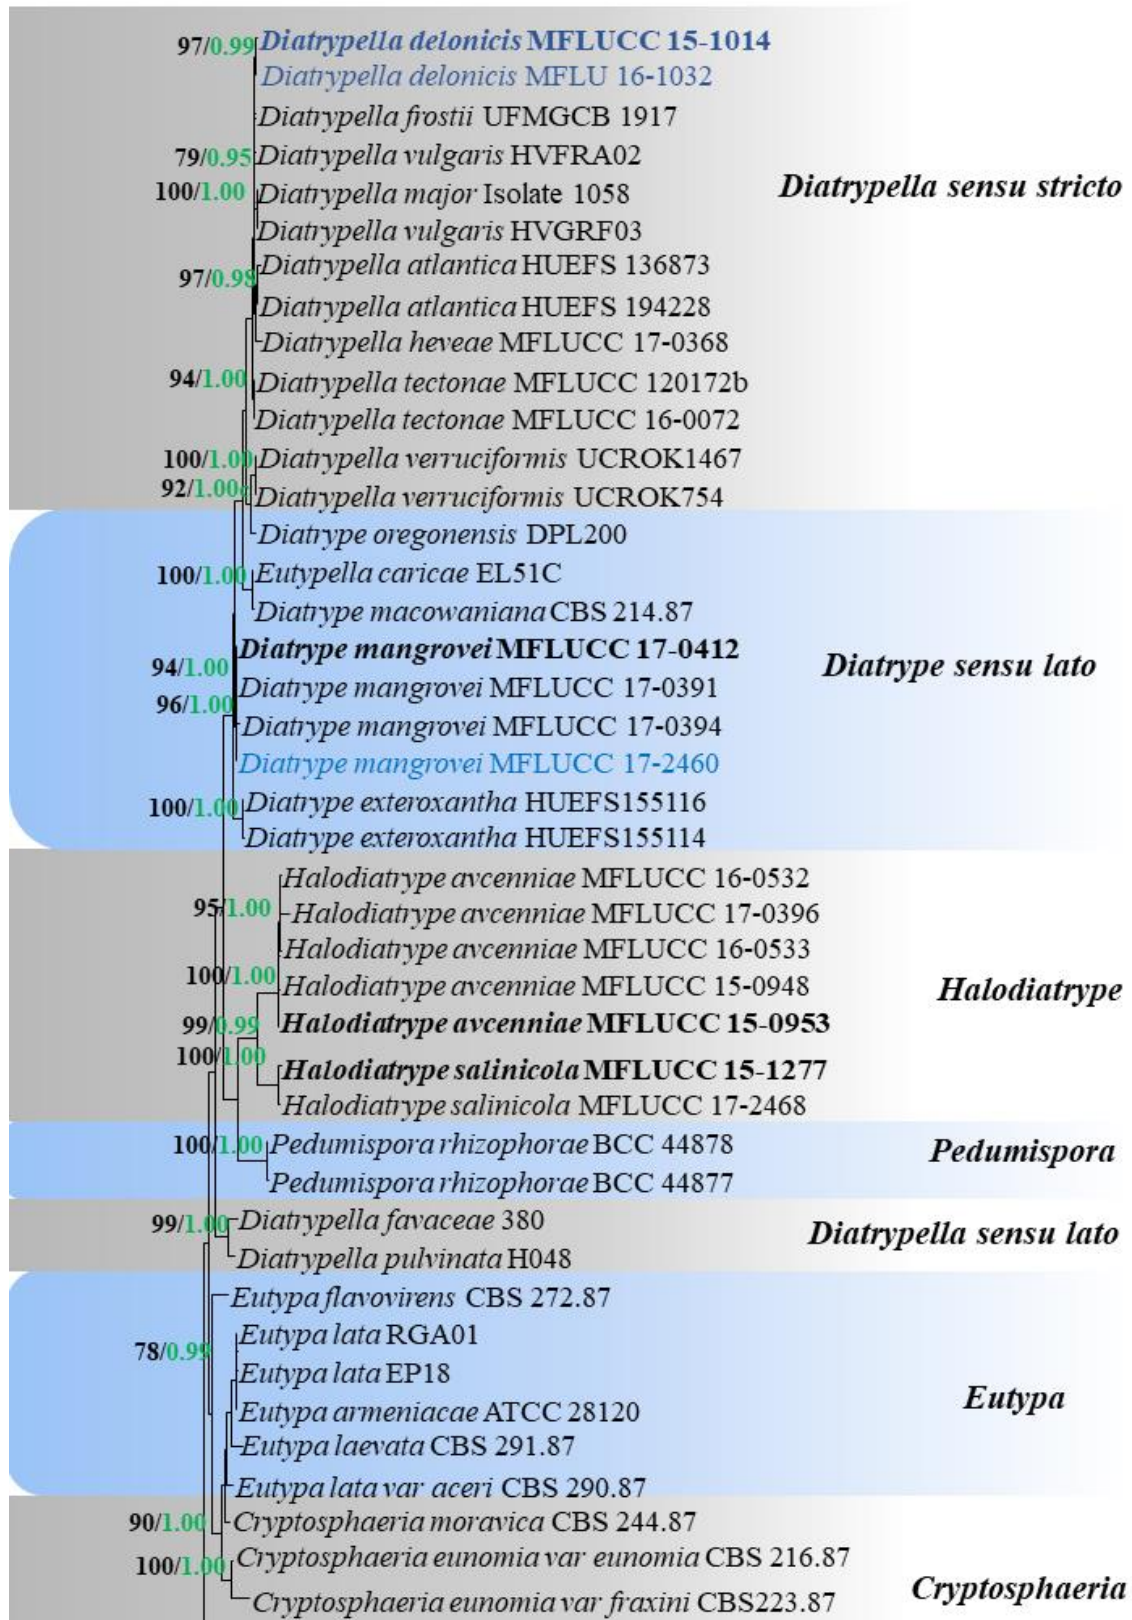 97/0.99 Diatrypella delonicis MFLUCC 15-1014
Diatrypella delonicis MFLU 16-1032
Diatrypella frostii UFMGCB 1917
79/0.95 Diatrypella vulgaris HVFRA02
Diatrypella sensu stricto
100/1.00 Diatrypella major Isolate 1058
Diatrypella vulgaris HVGRF03
97/0.98 Diatrypella atlantica HUEFS 136873
Diatrypella atlantica HUEFS 194228
Diatrypella heveae MFLUCC 17-0368
94/1.00 Diatrypella tectonae MFLUCC 120172b
Diatrypella tectonae MFLUCC 16-0072
100/1.00 Diatrypella verruciformis UCROK1467
92/1.00 Diatrypella verruciformis UCROK754
Diatrype oregonensis DPL200
100/1.00 Eutypella caricae EL51C
Diatrype macowaniana CBS 214.87
94/1.00 Diatrype mangrovei MFLUCC 17-0412
Diatrype sensu lato
Diatrype mangrovei MFLUCC 17-0391
96/1.00 Diatrype mangrovei MFLUCC 17-0394
Diatrype mangrovei MFLUCC 17-2460
100/1.00 Diatrype exteroxantha HUEFS155116
Diatrype exteroxantha HUEFS155114
Halodiatrype avcenniae MFLUCC 16-0532
95/1.00 Halodiatrype avcenniae MFLUCC 17-0396
Halodiatrype avcenniae MFLUCC 16-0533
100/1.00 Halodiatrype avcenniae MFLUCC 15-0948
Halodiatrype
99/0.99 Halodiatrype avcenniae MFLUCC 15-0953
100/1.00 Halodiatrype salinicola MFLUCC 15-1277
Halodiatrype salinicola MFLUCC 17-2468
100/1.00 Pedumispora rhizophorae BCC 44878
Pedumispora
Pedumispora rhizophorae BCC 44877
99/1.00 Diatrypella favaceae 380
Diatrypella sensu lato
Diatrypella pulvinata H048
Eutypa flavovirens CBS 272.87
Eutypa lata RGA01
78/0.99 Eutypa lata EP18
Eutypa
Eutypa armeniacae ATCC 28120
Eutypa laevata CBS 291.87
Eutypa lata var aceri CBS 290.87
90/1.00 Cryptosphaeria moravica CBS 244.87
100/1.00 Cryptosphaeria eunomia var eunomia CBS 216.87
Cryptosphaeria
Cryptosphaeria eunomia var fraxini CBS223.87